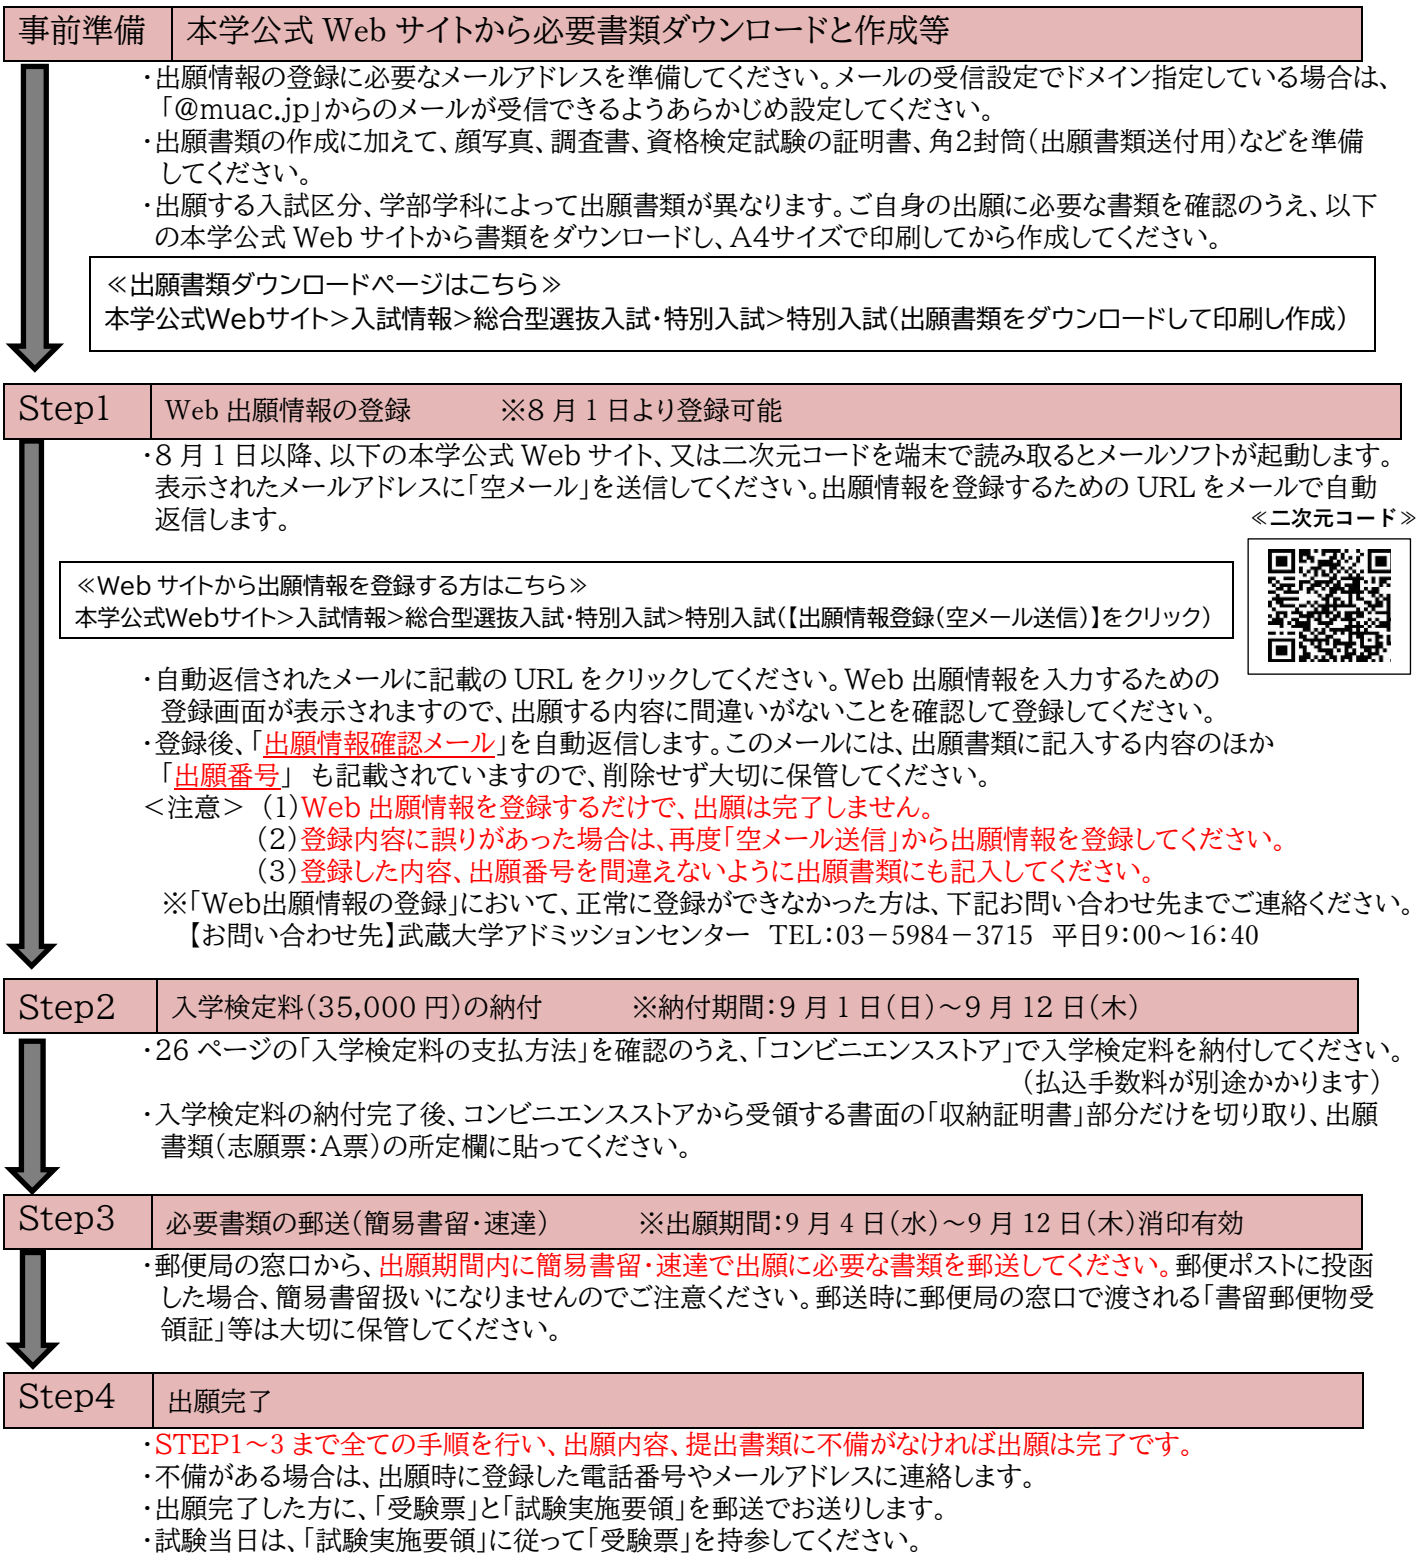 事前準備 本学公式 Web サイトから必要書類ダウンロードと作成等
・出願情報の登録に必要なメールアドレスを準備してください。メールの受信設定でドメイン指定している場合は、
「@muac.jp」からのメールが受信できるようあらかじめ設定してください。
・出願書類の作成に加えて、顔写真、調査書、資格検定試験の証明書、角2封筒（出願書類送付用）などを準備
してください。
・出願する入試区分、学部学科によって出願書類が異なります。ご自身の出願に必要な書類を確認のうえ、以下
の本学公式 Web サイトから書類をダウンロードし、A4サイズで印刷してから作成してください。
≪出願書類ダウンロードページはこちら≫
本学公式Webサイト＞入試情報＞総合型選抜入試・特別入試＞特別入試（出願書類をダウンロードして印刷し作成）
Step1 Web 出願情報の登録 ※8 月 1 日より登録可能
・8 月 1 日以降、以下の本学公式 Web サイト、又は二次元コードを端末で読み取るとメールソフトが起動します。
表示されたメールアドレスに「空メール」を送信してください。出願情報を登録するための URL をメールで自動
返信します。
≪二次元コード≫
≪Web サイトから出願情報を登録する方はこちら≫
本学公式Webサイト＞入試情報＞総合型選抜入試・特別入試＞特別入試（【出願情報登録（空メール送信）】をクリック）
・自動返信されたメールに記載の URL をクリックしてください。Web 出願情報を入力するための
登録画面が表示されますので、出願する内容に間違いがないことを確認して登録してください。
・登録後、「出願情報確認メール」を自動返信します。このメールには、出願書類に記入する内容のほか
「出願番号」 も記載されていますので、削除せず大切に保管してください。
＜注意＞ （1）Web 出願情報を登録するだけで、出願は完了しません。
（2）登録内容に誤りがあった場合は、再度「空メール送信」から出願情報を登録してください。
（3）登録した内容、出願番号を間違えないように出願書類にも記入してください。
※「Web出願情報の登録」において、正常に登録ができなかった方は、下記お問い合わせ先までご連絡ください。
【お問い合わせ先】武蔵大学アドミッションセンター TEL：03－5984－3715 平日9：00～16：40
Step2 入学検定料（35,000 円）の納付 ※納付期間：9 月 1 日（日）～9 月 12 日（木）
・26 ページの「入学検定料の支払方法」を確認のうえ、「コンビニエンスストア」で入学検定料を納付してください。
（払込手数料が別途かかります）
・入学検定料の納付完了後、コンビニエンスストアから受領する書面の「収納証明書」部分だけを切り取り、出願
書類（志願票：A票）の所定欄に貼ってください。
Step3 必要書類の郵送（簡易書留・速達） ※出願期間：9 月 4 日（水）～9 月 12 日（木）消印有効
・郵便局の窓口から、出願期間内に簡易書留・速達で出願に必要な書類を郵送してください。郵便ポストに投函
した場合、簡易書留扱いになりませんのでご注意ください。郵送時に郵便局の窓口で渡される「書留郵便物受
領証」等は大切に保管してください。
Step4 出願完了
・STEP1～3 まで全ての手順を行い、出願内容、提出書類に不備がなければ出願は完了です。
・不備がある場合は、出願時に登録した電話番号やメールアドレスに連絡します。
・出願完了した方に、「受験票」と「試験実施要領」を郵送でお送りします。
・試験当日は、「試験実施要領」に従って「受験票」を持参してください。